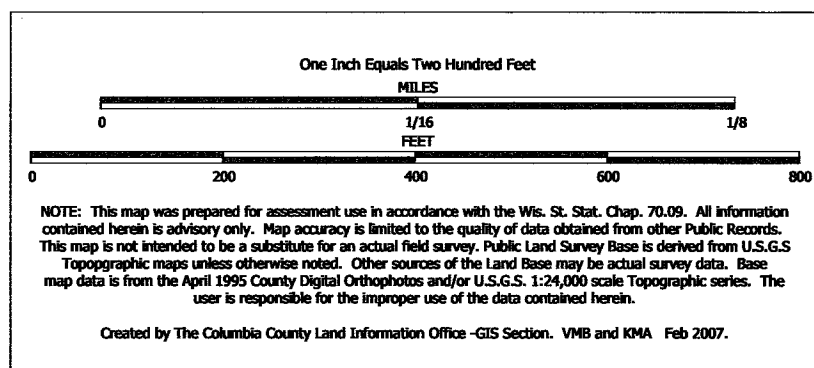 One Inch Equals Two Hundred Feet
MILES
0 1/16 1/8
FEET
0 200 400 600 800
NOTE: This map was prepared for assessment use in accordance with the Wis. St. Stat. Chap. 70.09. All information
contained herein is advisory only. Map accuracy is limited to the quality of data obtained from other Public Records.
This map is not intended to be a substitute for an actual field survey. Public Land Survey Base is derived from U.S.G.S
Topopgraphic maps unless otherwise noted. Other sources of the Land Base may be actual survey data. Base
map data is from the April 1995 County Digital Orthophotos and/or U.S.G.S. 1:24,000 scale Topographic series. The
user is responsible for the improper use of the data contained herein.
Created by The Columbia County Land Information Office -GIS Section. VMB and KMA Feb 2007.